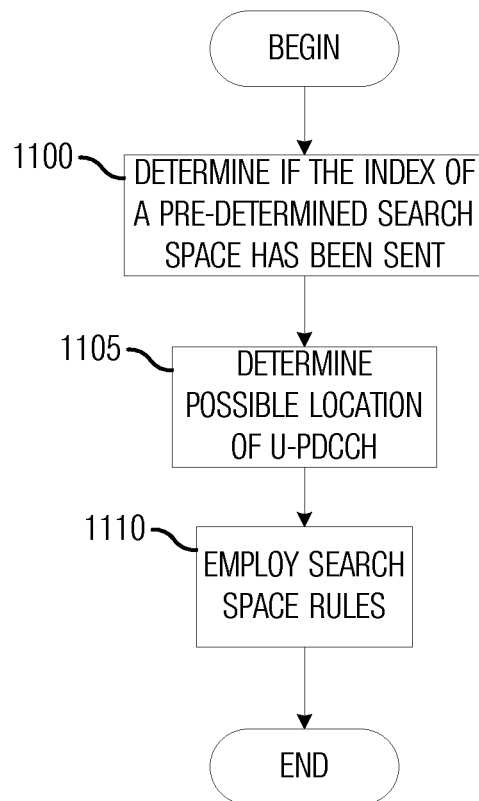 BEGIN
1100
DETERMINE IF THE INDEX OF
A PRE-DETERMINED SEARCH
SPACE HAS BEEN SENT
1105
DETERMINE
POSSIBLE LOCATION
OF U-PDCCH
1110
EMPLOY SEARCH
SPACE RULES
END